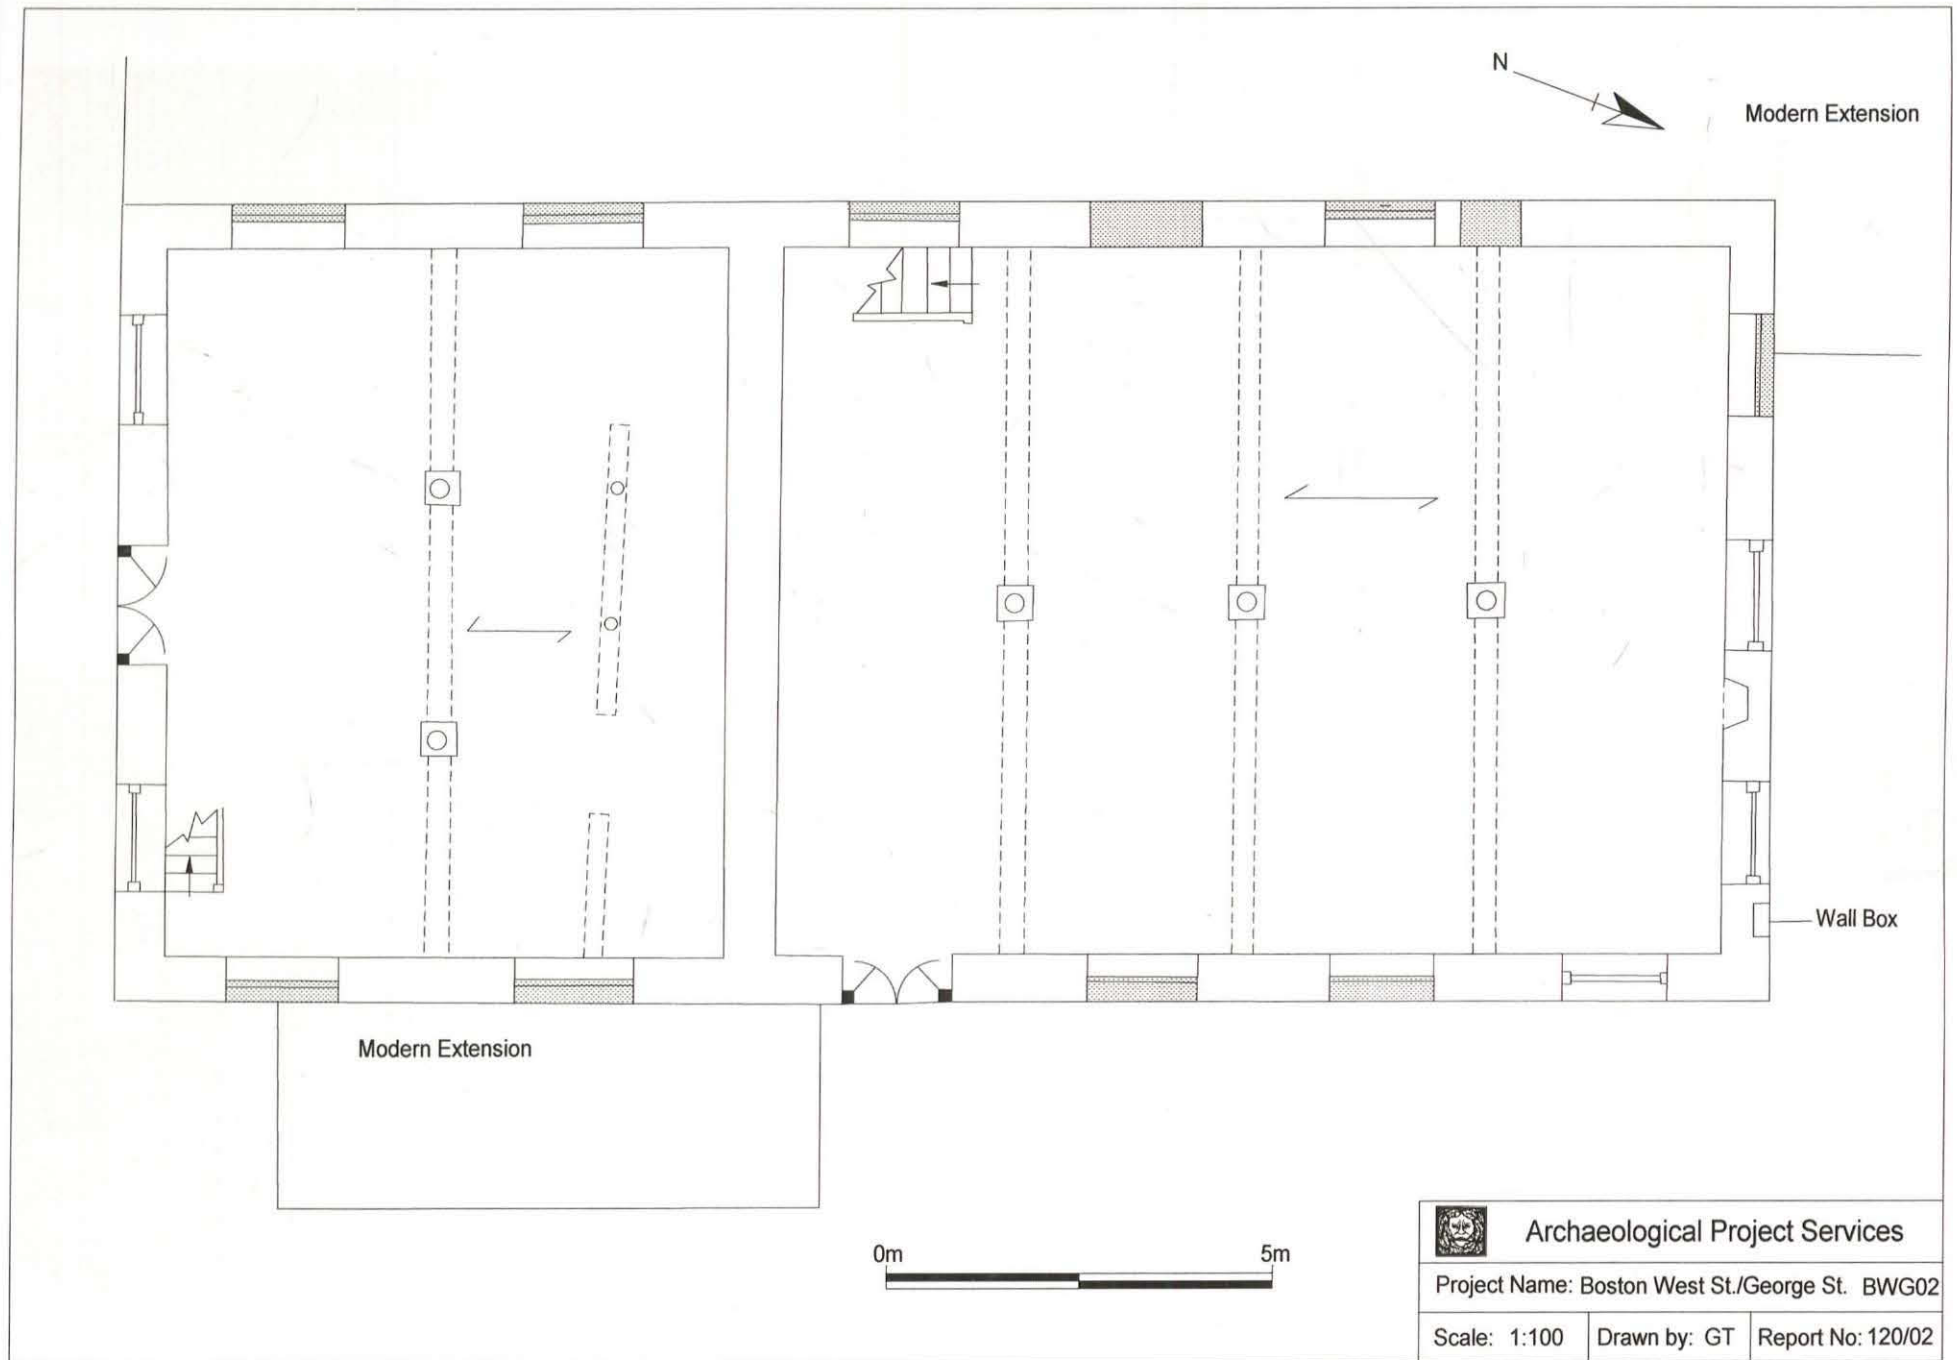 N
Modern Extension
Wall Box
Modern Extension
0m 5m
Archaeological Project Services
Project Name: Boston West St./George St. BWG02
Scale: 1:100 Drawn by: GT Report No: 120/02